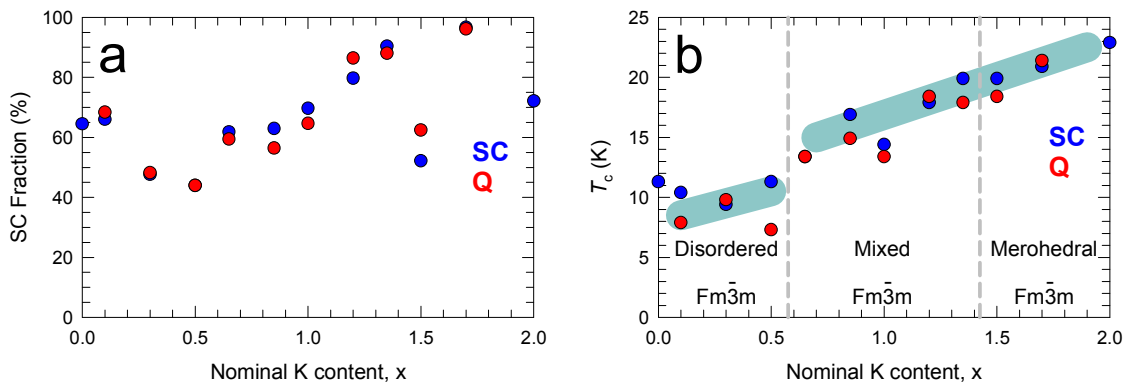 a
SC Fraction (%)
100
80
60
40
20
0
SC
Q
0.0 0.5 1.0 1.5 2.0
Nominal K content, x
b
T_c (K)
25
20
15
10
5
0
SC
Q
Disordered Mixed Merohedral
Fm3̄m Fm3̄m Fm3̄m
0.0 0.5 1.0 1.5 2.0
Nominal K content, x